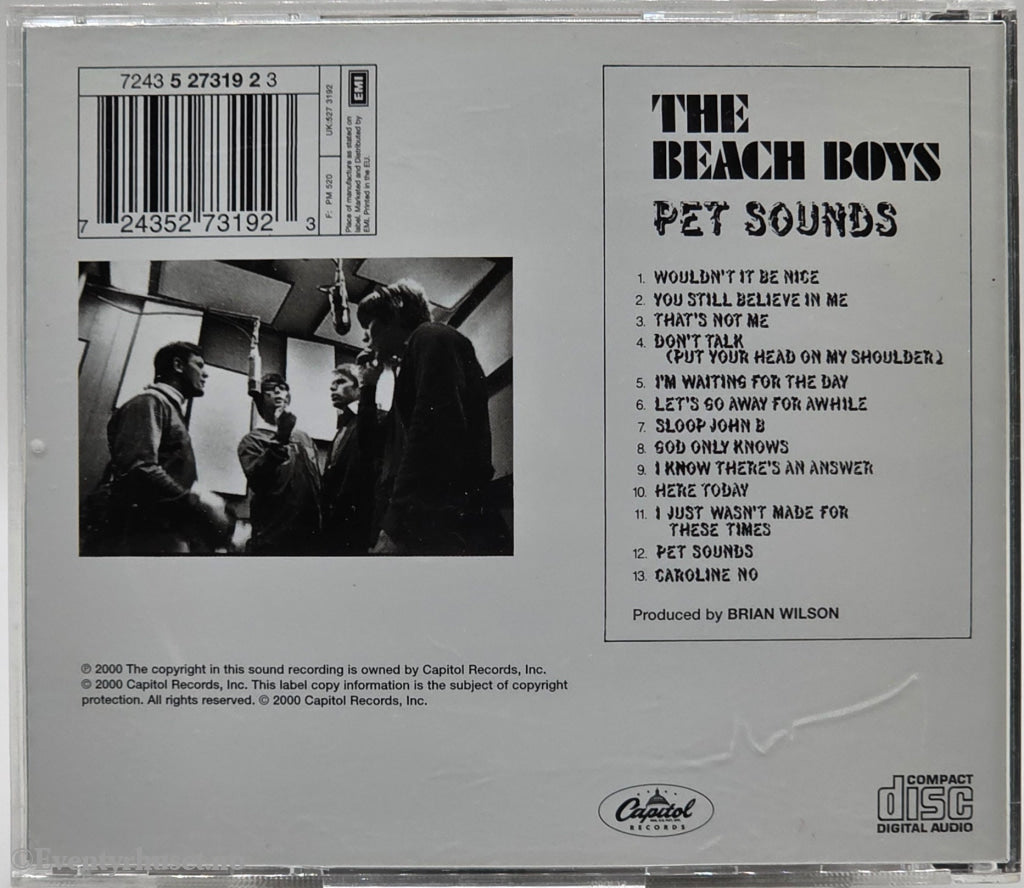 7243 5 27319 2 3
7 24352 73192 3
F: PM 520
UK:527 3192
Place of manufacture as stated on
label. Marketed and Distributed by
EMI. Printed in the EU.
EMI
THE
BEACH BOYS
PET SOUNDS
1. WOULDN'T IT BE NICE
2. YOU STILL BELIEVE IN ME
3. THAT'S NOT ME
4. DON'T TALK
(PUT YOUR HEAD ON MY SHOULDER)
5. I'M WAITING FOR THE DAY
6. LET'S GO AWAY FOR AWHILE
7. SLOOP JOHN B
8. GOD ONLY KNOWS
9. I KNOW THERE'S AN ANSWER
10. HERE TODAY
11. I JUST WASN'T MADE FOR
THESE TIMES
12. PET SOUNDS
13. CAROLINE NO
Produced by BRIAN WILSON
℗ 2000 The copyright in this sound recording is owned by Capitol Records, Inc.
© 2000 Capitol Records, Inc. This label copy information is the subject of copyright
protection. All rights reserved. © 2000 Capitol Records, Inc.
Capitol
RECORDS
COMPACT
disc
DIGITAL AUDIO
©Eventyrhuset.no